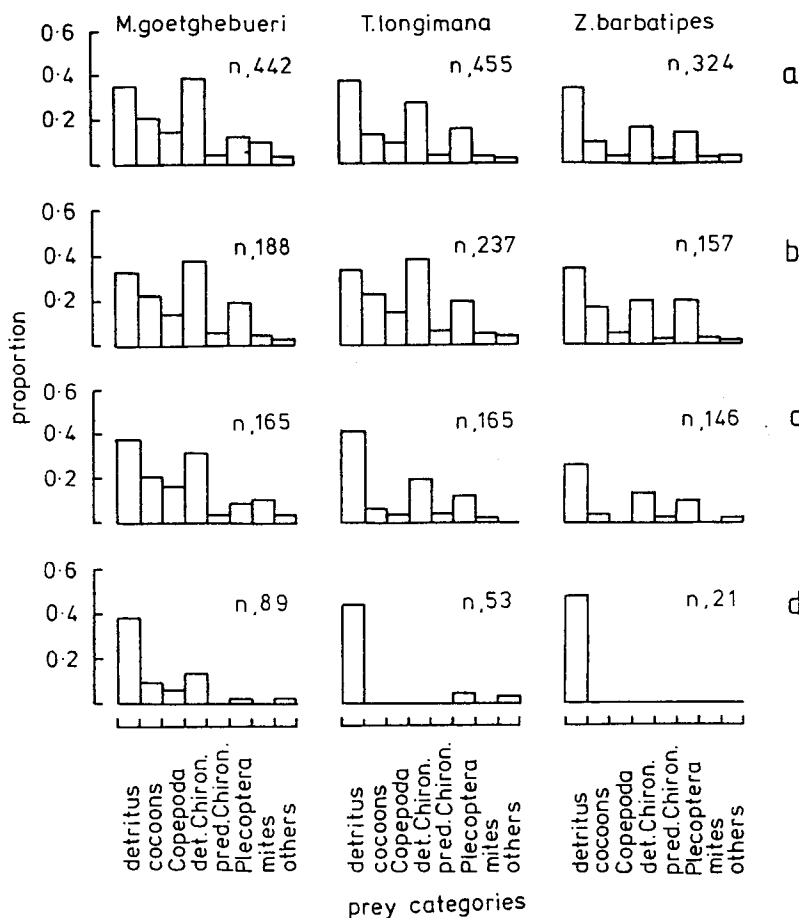 M.goetghebueri T.longimana Z.barbatipes
0·6
0·4
0·2
n,442 n,455 n,324 a
0·6
0·4
0·2
n,188 n,237 n,157 b
0·6
0·4
0·2
n,165 n,165 n,146 c
0·6
0·4
0·2
n,89 n,53 n,21 d
proportion
detritus
cocoons
Copepoda
det.Chiron.
pred.Chiron.
Plecoptera
mites
others
detritus
cocoons
Copepoda
det.Chiron.
pred.Chiron.
Plecoptera
mites
others
detritus
cocoons
Copepoda
det.Chiron.
pred.Chiron.
Plecoptera
mites
others
prey categories